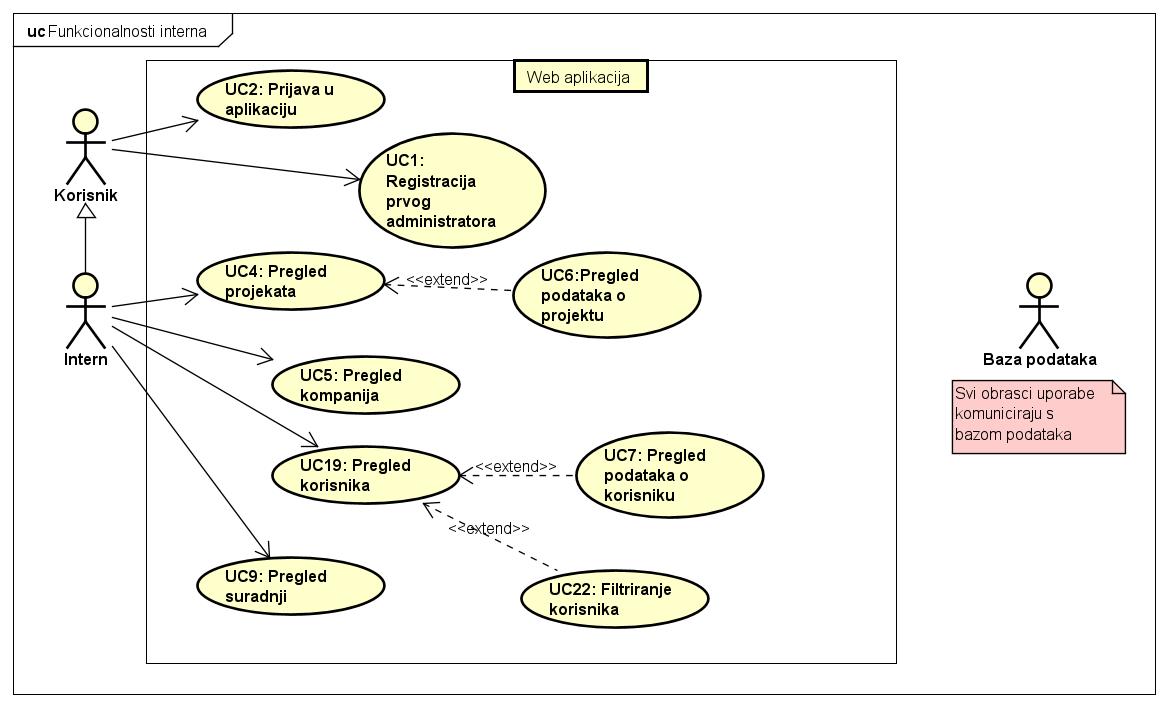 uc Funkcionalnosti interna
Web aplikacija
UC2: Prijava u
aplikaciju
Korisnik
UC1:
Registracija
prvog
administratora
UC4: Pregled
projekata
<<extend>>
UC6:Pregled
podataka o
projektu
Intern
UC5: Pregled
kompanija
UC19: Pregled
korisnika
<<extend>>
UC7: Pregled
podataka o
korisniku
<<extend>>
UC9: Pregled
suradnji
UC22: Filtriranje
korisnika
Baza podataka
Svi obrasci uporabe
komuniciraju s
bazom podataka